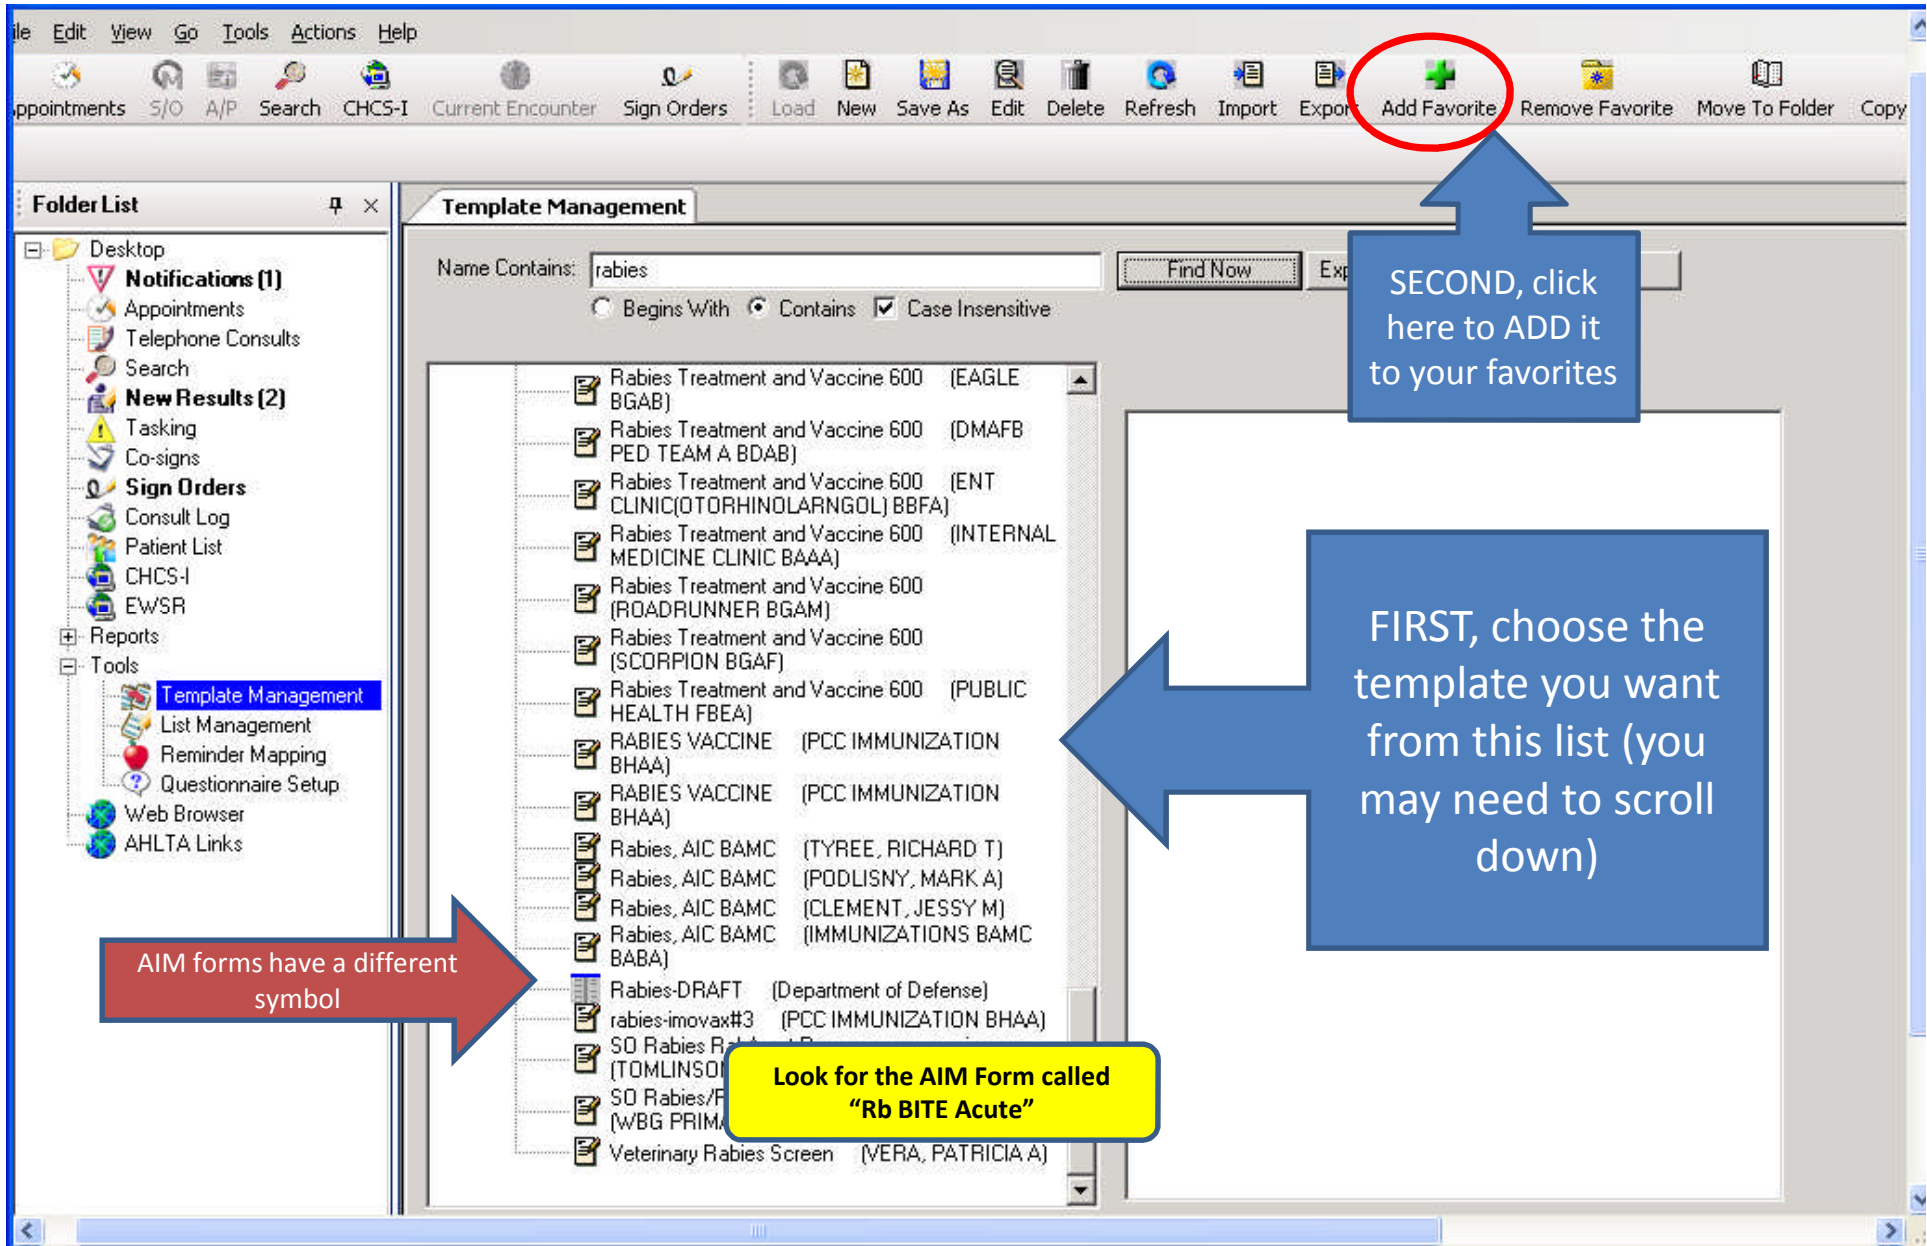 ile Edit View Go Tools Actions Help
ppointments S/O A/P Search CHCS-I Current Encounter Sign Orders Load New Save As Edit Delete Refresh Import Export Add Favorite Remove Favorite Move To Folder Copy
Folder List
Desktop
Notifications (1)
Appointments
Telephone Consults
Search
New Results (2)
Tasking
Co-signs
Sign Orders
Consult Log
Patient List
CHCS-I
EWSR
Reports
Tools
Template Management
List Management
Reminder Mapping
Questionnaire Setup
Web Browser
AHLTA Links
Template Management
Name Contains: rabies Find Now Exp
Begins With Contains Case Insensitive
Rabies Treatment and Vaccine 600 (EAGLE
BGAB)
Rabies Treatment and Vaccine 600 (DMAFB
PED TEAM A BDAB)
Rabies Treatment and Vaccine 600 (ENT
CLINIC(OTORHINOLARNGOL) BBFA)
Rabies Treatment and Vaccine 600 (INTERNAL
MEDICINE CLINIC BAAA)
Rabies Treatment and Vaccine 600
(ROADRUNNER BGAM)
Rabies Treatment and Vaccine 600
(SCORPION BGAF)
Rabies Treatment and Vaccine 600 (PUBLIC
HEALTH FBEA)
RABIES VACCINE (PCC IMMUNIZATION
BHAA)
RABIES VACCINE (PCC IMMUNIZATION
BHAA)
Rabies, AIC BAMC (TYREE, RICHARD T)
Rabies, AIC BAMC (PODLISNY, MARK A)
Rabies, AIC BAMC (CLEMENT, JESSY M)
Rabies, AIC BAMC (IMMUNIZATIONS BAMC
BABA)
Rabies-DRAFT (Department of Defense)
rabies-imovax#3 (PCC IMMUNIZATION BHAA)
SO Rabies
(TOMLINSON
SO Rabies/
(WBG PRIMA
Veterinary Rabies Screen (VERA, PATRICIA A)
SECOND, click
here to ADD it
to your favorites
FIRST, choose the
template you want
from this list (you
may need to scroll
down)
AIM forms have a different
symbol
Look for the AIM Form called
“Rb BITE Acute”